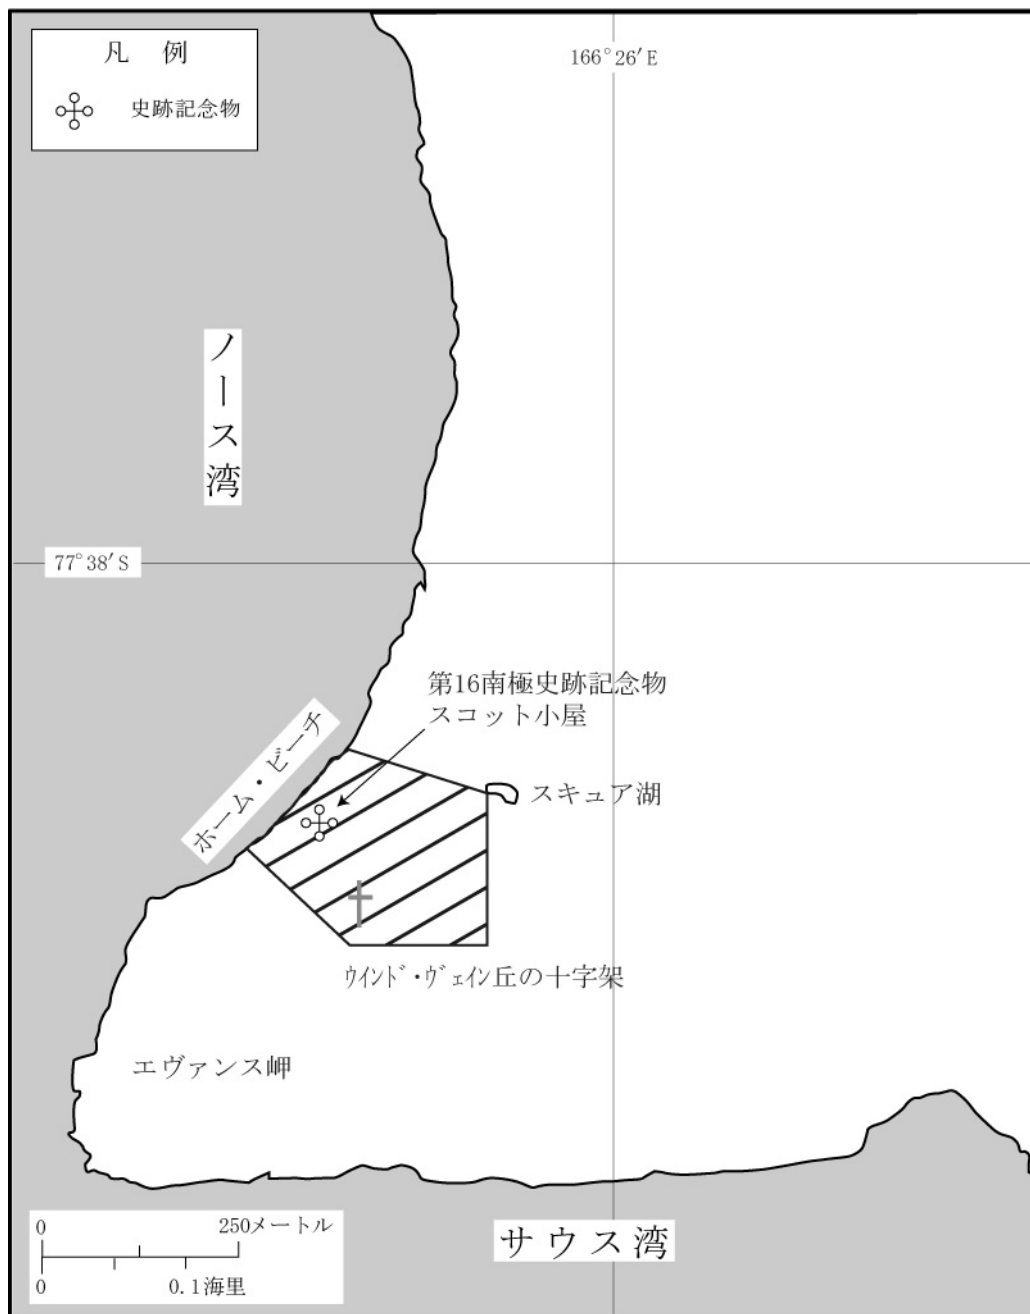 凡 例
史跡記念物
166°26′E
ノース湾
77°38′S
第16南極史跡記念物
スコット小屋
ホーム・ビーチ
スキュア湖
ｳｲﾝﾄﾞ･ｳﾞｪｲﾝ丘の十字架
エヴァンス岬
0 250メートル
0 0.1海里
サウス湾